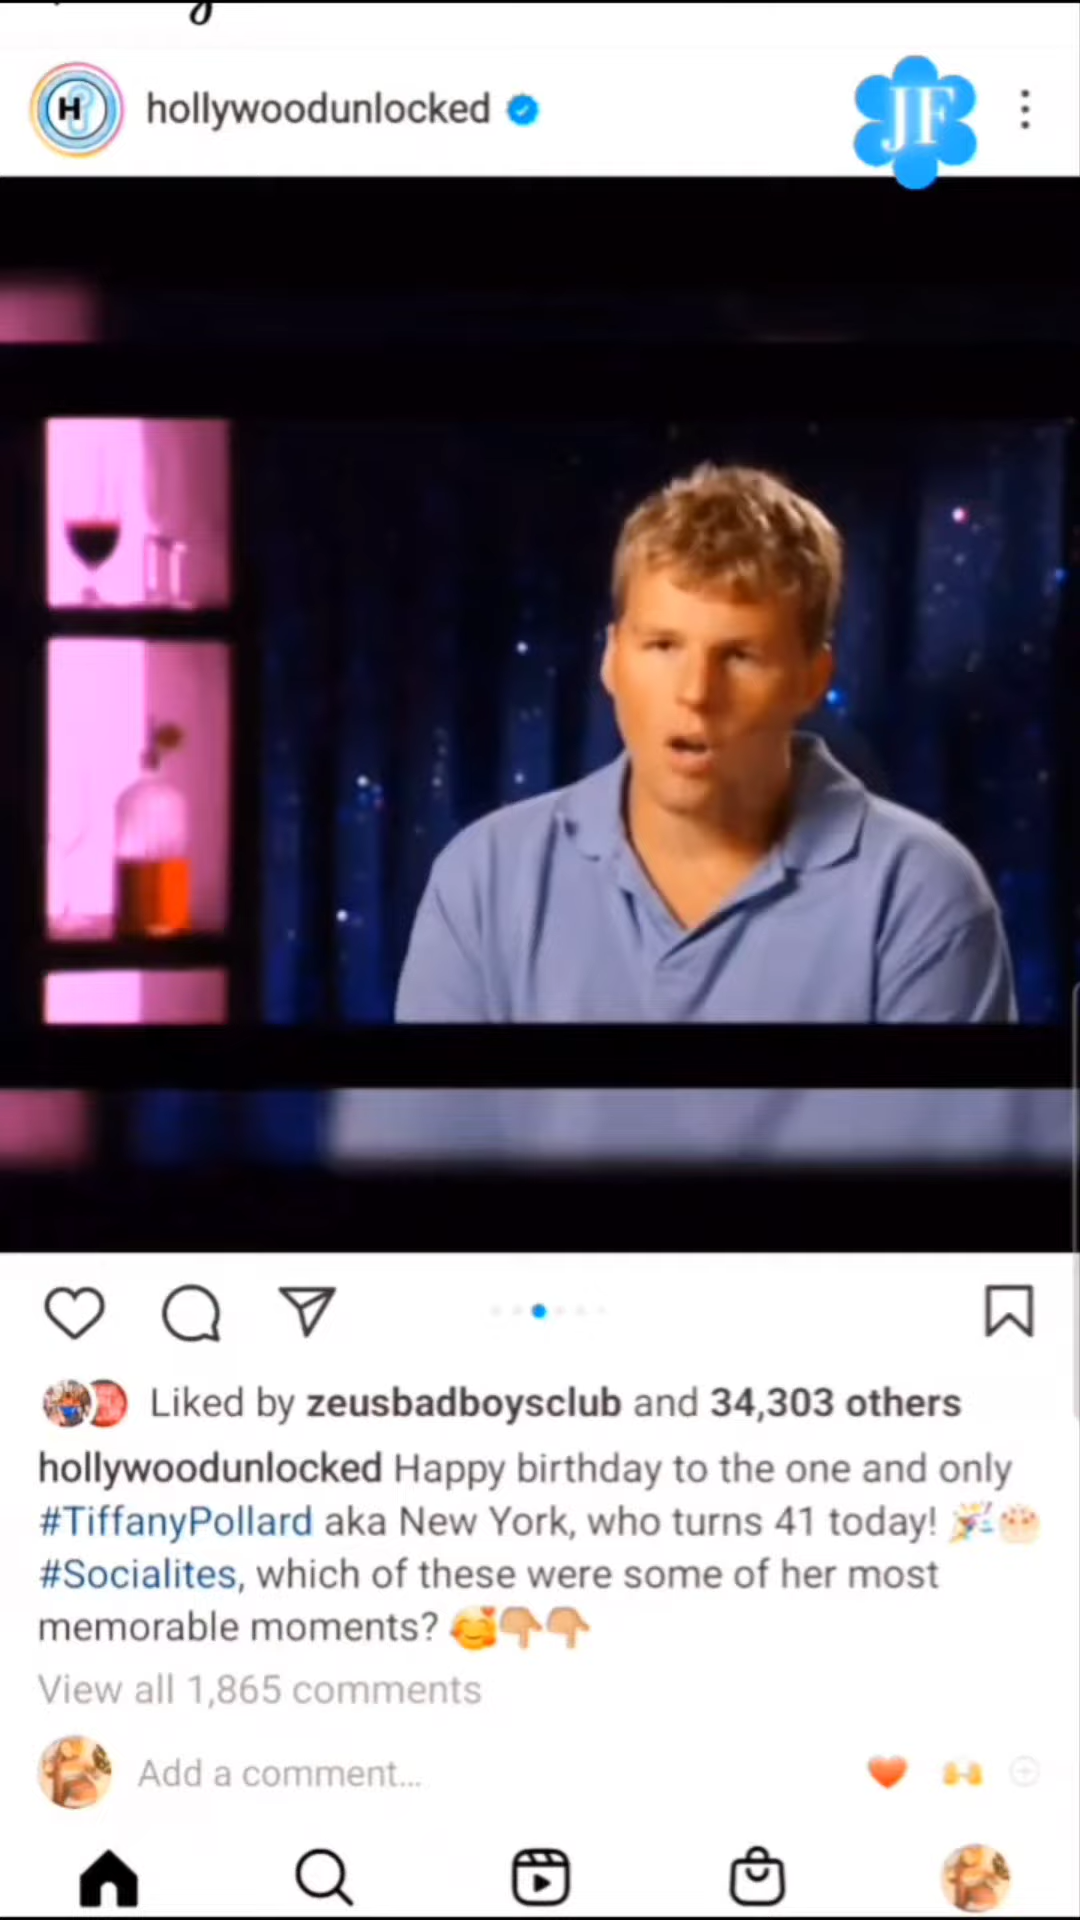 hollywoodunlocked
H
JF
Liked by zeusbadboysclub and 34,303 others
hollywoodunlocked Happy birthday to the one and only
#TiffanyPollard aka New York, who turns 41 today! 🎉🎂
#Socialites, which of these were some of her most
memorable moments? 🥰👇🏼👇🏼
View all 1,865 comments
Add a comment...